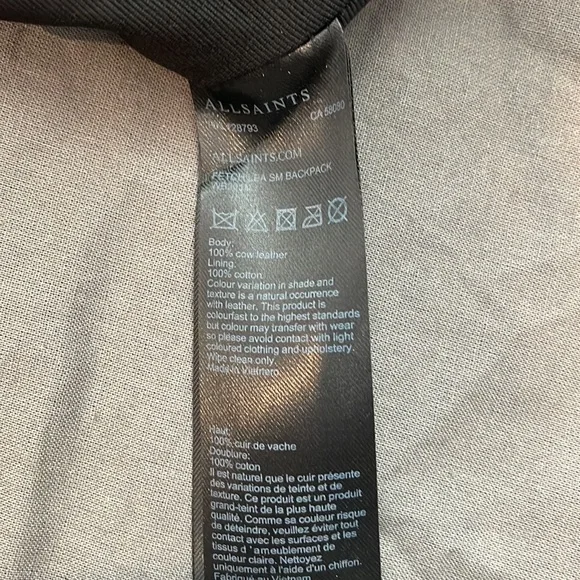 ALLSAINTS
28793 CA 58090
ALLSAINTS.COM
FETCH LEA SM BACKPACK
Body:
100% cow leather
Lining:
100% cotton
Colour variation in shade and
texture is a natural occurrence
with leather. This product is
colourfast to the highest standards
but colour may transfer with wear
so please avoid contact with light
coloured clothing and upholstery.
Wipe clean only.
Made in Vietnam
Haut:
100% cuir de vache
Doublure:
100% coton
Il est naturel que le cuir présente
des variations de teinte et de
texture. Ce produit est un produit
grand-teint de la plus haute
qualité. Comme sa couleur risque
de déteindre, veuillez éviter tout
contact avec les surfaces et les
tissus d'ameublement de
couleur claire. Nettoyez
uniquement à l'aide d'un chiffon.
Fabriqué au Vietnam